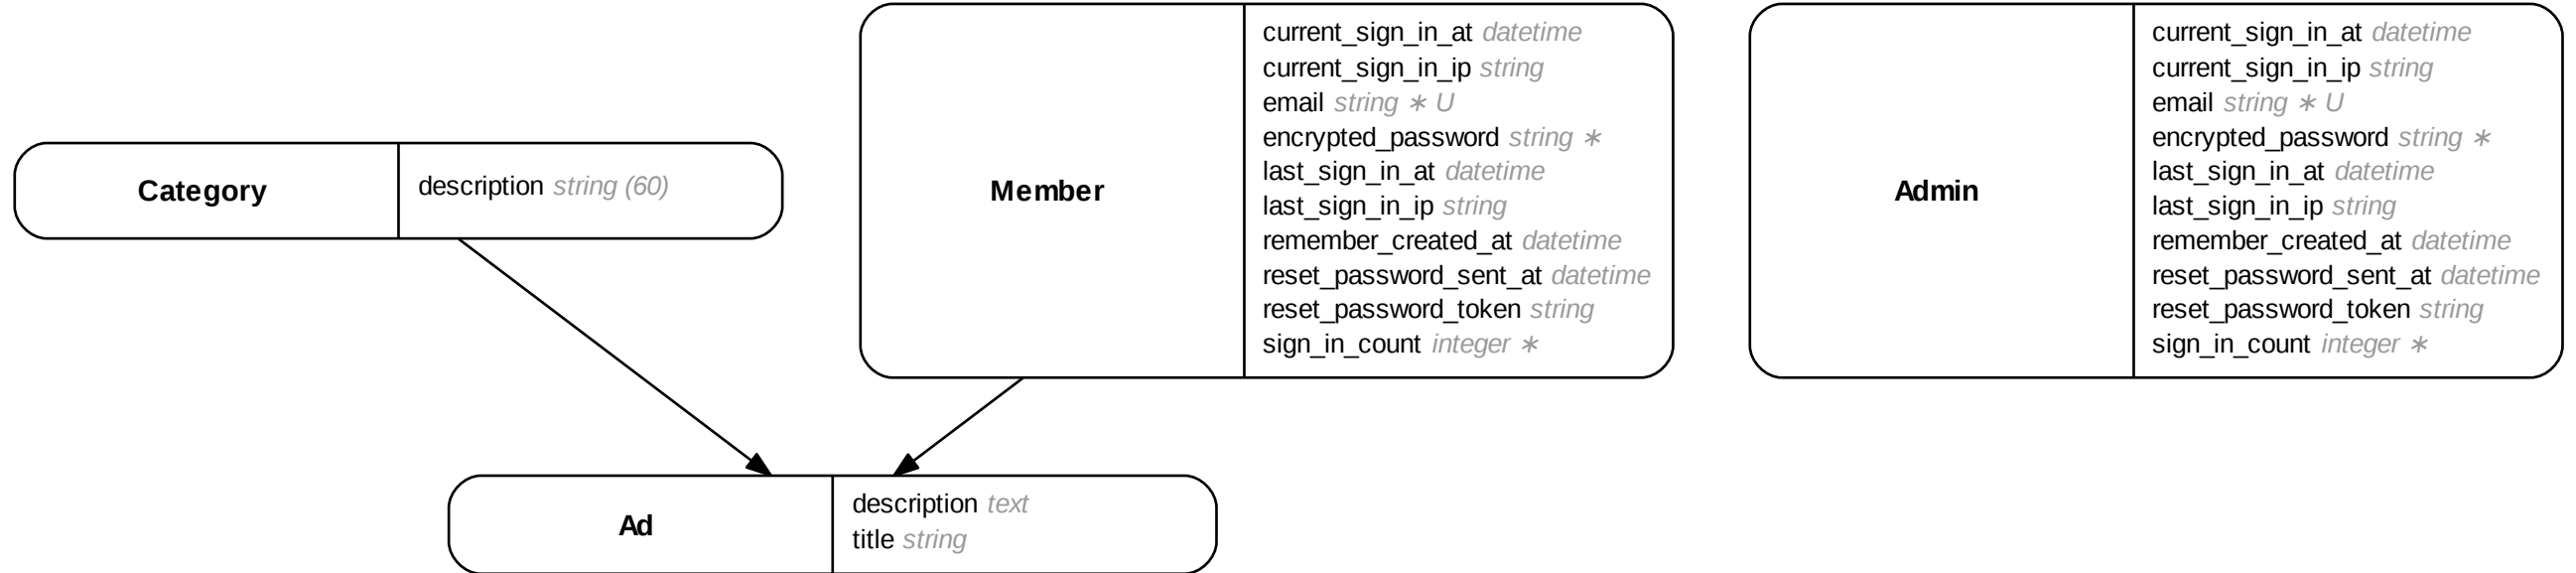 Category
description string (60)
Member
current_sign_in_at datetime
current_sign_in_ip string
email string ∗ U
encrypted_password string ∗
last_sign_in_at datetime
last_sign_in_ip string
remember_created_at datetime
reset_password_sent_at datetime
reset_password_token string
sign_in_count integer ∗
Admin
current_sign_in_at datetime
current_sign_in_ip string
email string ∗ U
encrypted_password string ∗
last_sign_in_at datetime
last_sign_in_ip string
remember_created_at datetime
reset_password_sent_at datetime
reset_password_token string
sign_in_count integer ∗
Ad
description text
title string